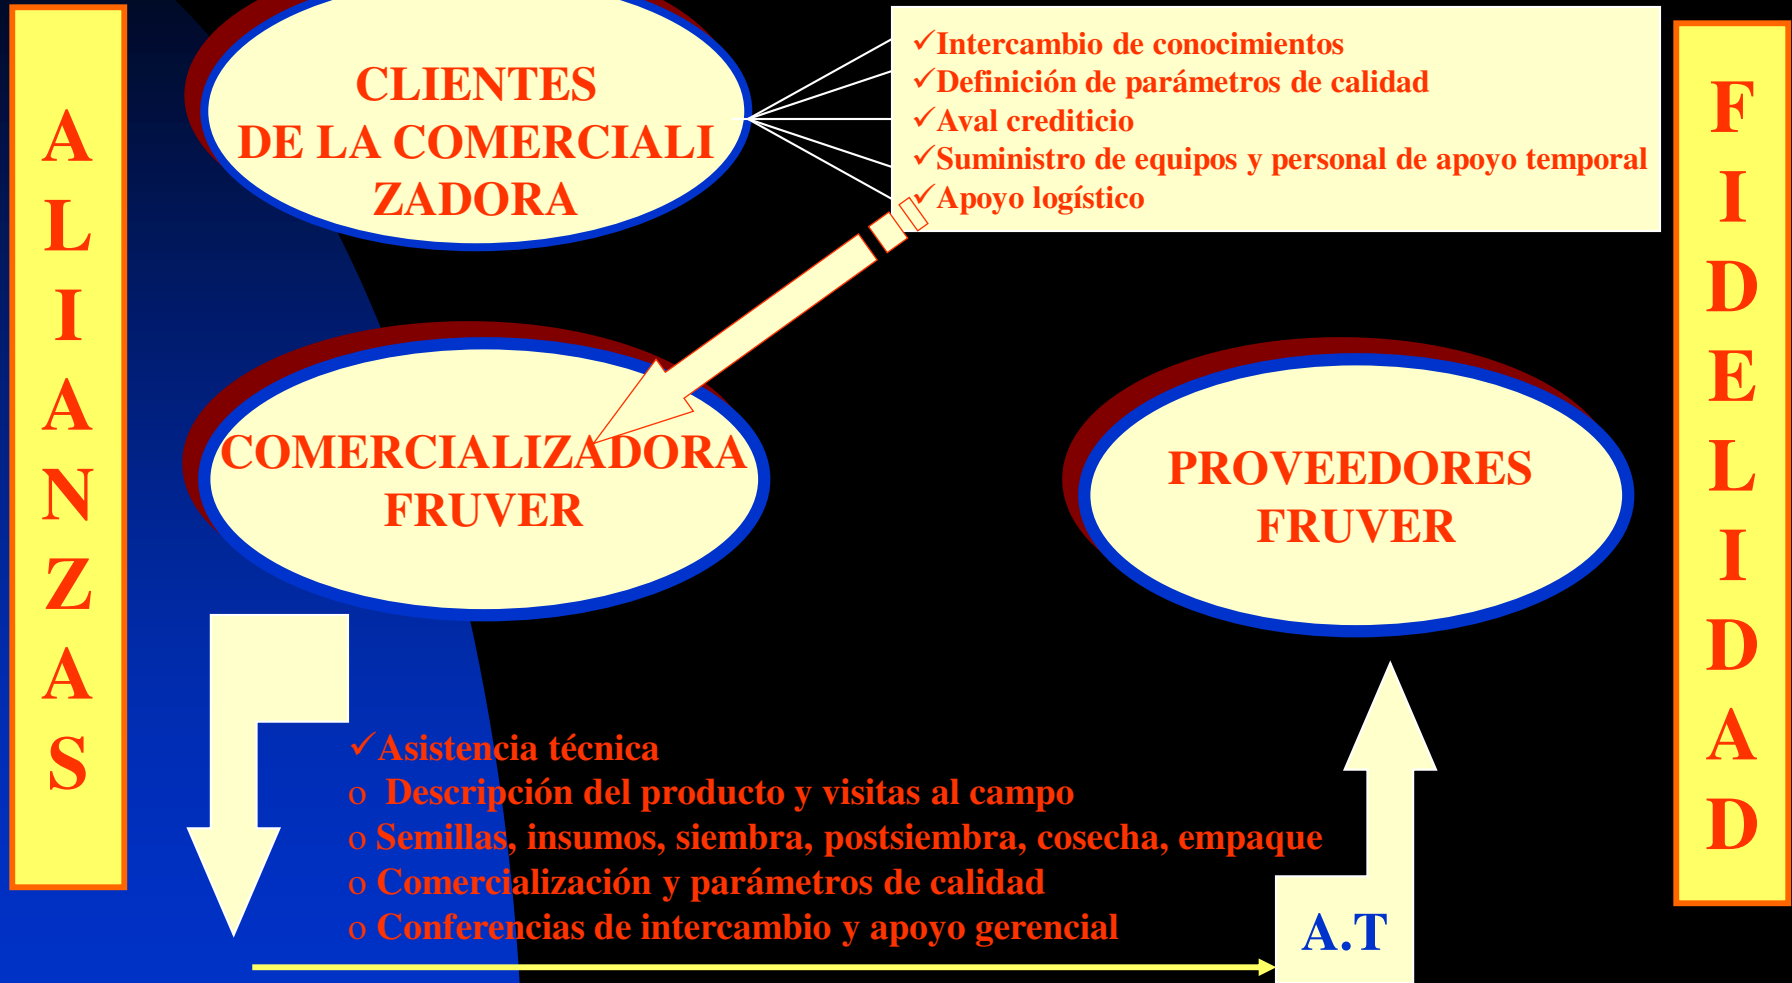 A
L
I
A
N
Z
A
S
CLIENTES
DE LA COMERCIALI
ZADORA
✓Intercambio de conocimientos
✓Definición de parámetros de calidad
✓Aval crediticio
✓Suministro de equipos y personal de apoyo temporal
✓Apoyo logístico
COMERCIALIZADORA
FRUVER
PROVEEDORES
FRUVER
✓Asistencia técnica
o Descripción del producto y visitas al campo
o Semillas, insumos, siembra, postsiembra, cosecha, empaque
o Comercialización y parámetros de calidad
o Conferencias de intercambio y apoyo gerencial
A.T
F
I
D
E
L
I
D
A
D